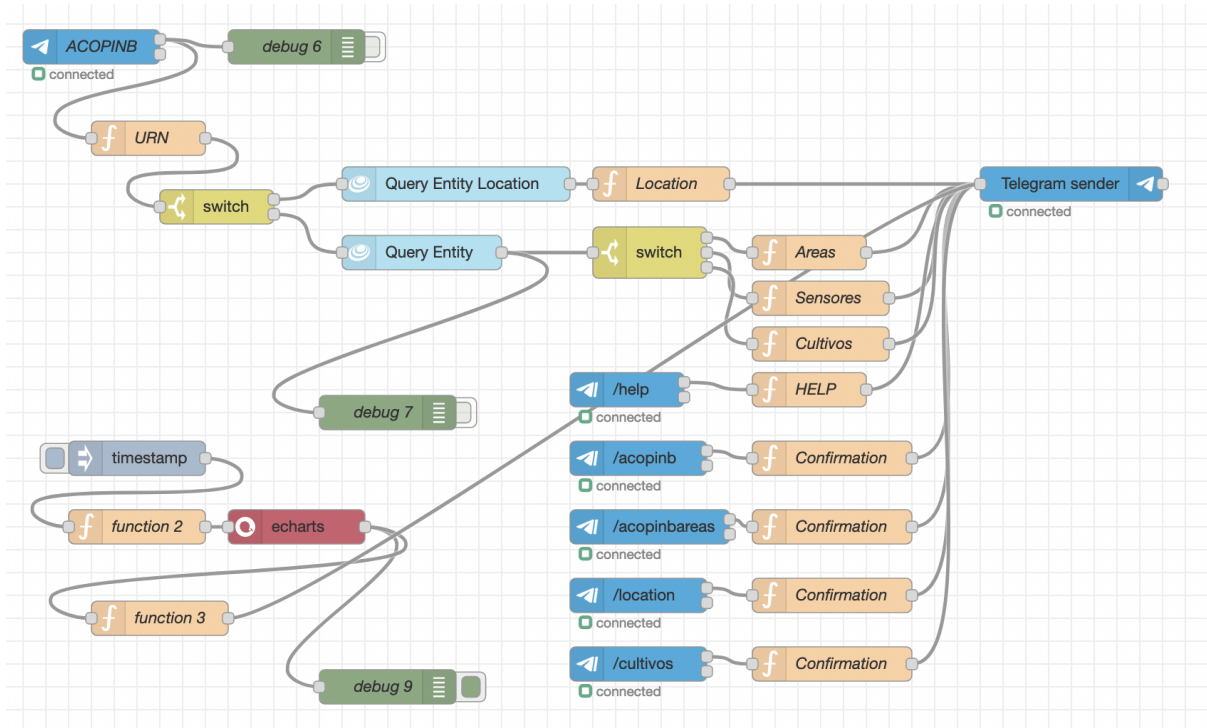 ACOPINB
debug 6
connected
URN
Query Entity Location
Location
Telegram sender
switch
connected
Query Entity
switch
Areas
Sensores
Cultivos
/help
HELP
connected
debug 7
timestamp
/acopinb
Confirmation
connected
function 2
echarts
/acopinbareas
Confirmation
connected
function 3
/location
Confirmation
connected
debug 9
/cultivos
Confirmation
connected